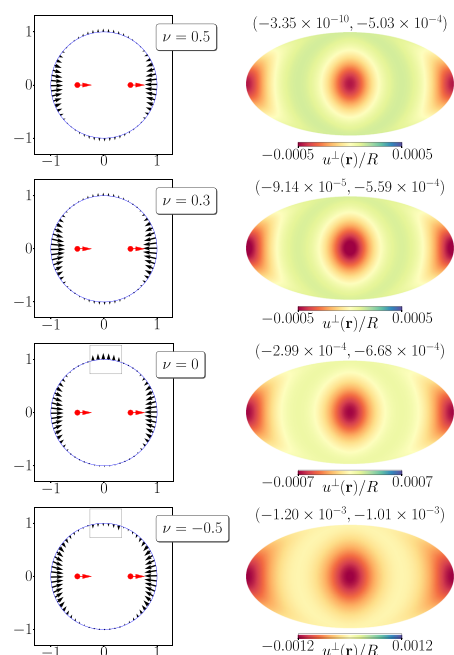 ν = 0.5
(−3.35 × 10⁻¹⁰, −5.03 × 10⁻⁴)
1
0
−1
−1 0 1
−0.0005 u⊥(r)/R 0.0005
ν = 0.3
(−9.14 × 10⁻⁵, −5.59 × 10⁻⁴)
1
0
−1
−1 0 1
−0.0005 u⊥(r)/R 0.0005
ν = 0
(−2.99 × 10⁻⁴, −6.68 × 10⁻⁴)
1
0
−1
−1 0 1
−0.0007 u⊥(r)/R 0.0007
ν = −0.5
(−1.20 × 10⁻³, −1.01 × 10⁻³)
1
0
−1
−1 0 1
−0.0012 u⊥(r)/R 0.0012